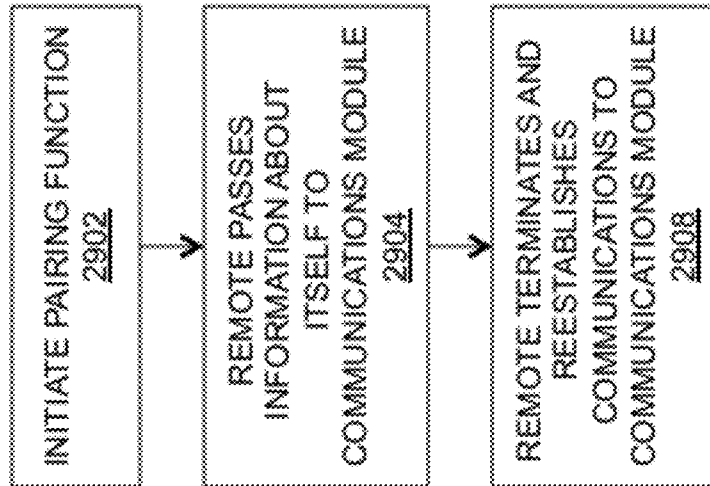 INITIATE PAIRING FUNCTION
2902
REMOTE PASSES
INFORMATION ABOUT
ITSELF TO
COMMUNICATIONS MODULE
2904
REMOTE TERMINATES AND
REESTABLISHES
COMMUNICATIONS TO
COMMUNICATIONS MODULE
2908